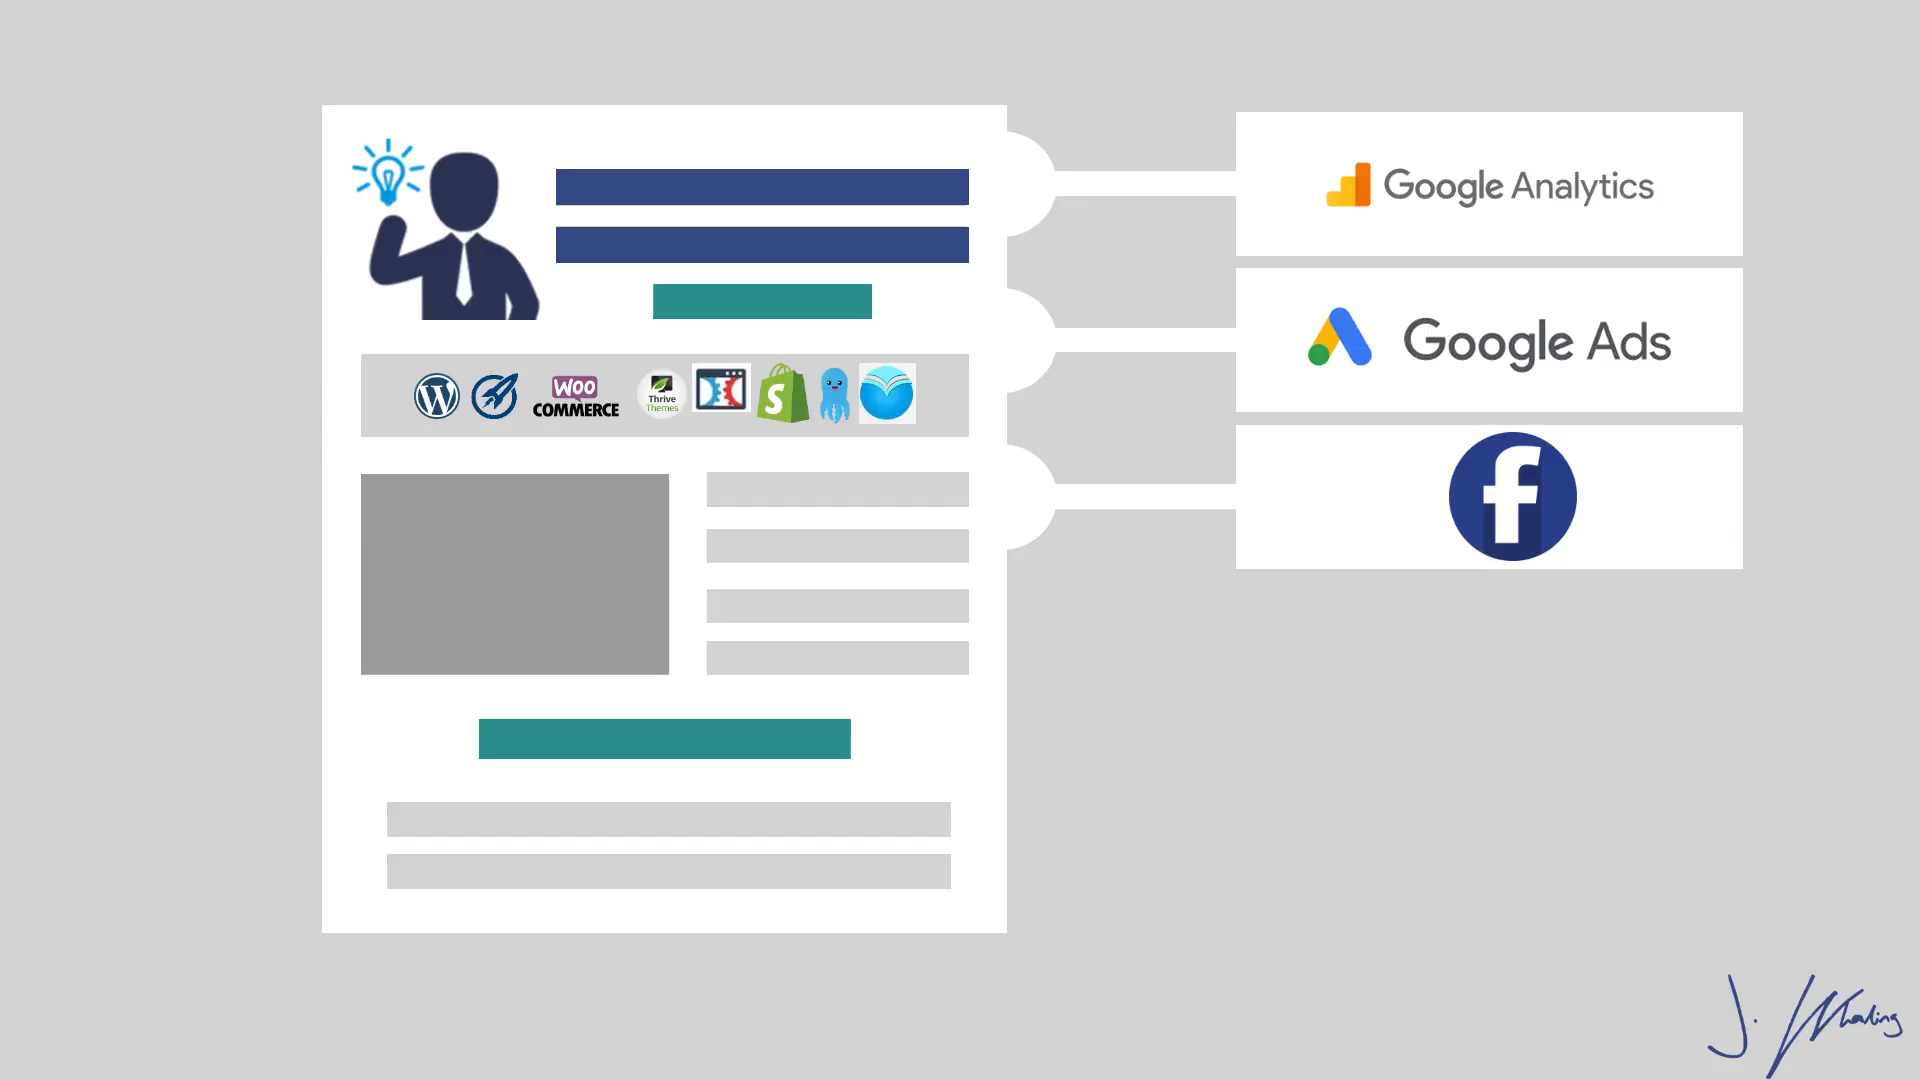 Google Analytics
Google Ads
WOO
COMMERCE
Thrive
Themes